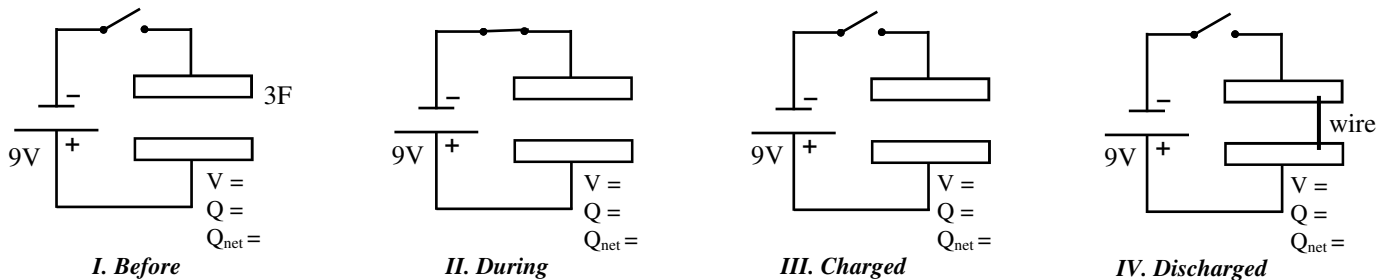 –
3F
+
9V
V =
Q =
Qnet =
I. Before
–
+
9V
V =
Q =
Qnet =
II. During
–
+
9V
V =
Q =
Qnet =
III. Charged
–
wire
+
9V
V =
Q =
Qnet =
IV. Discharged